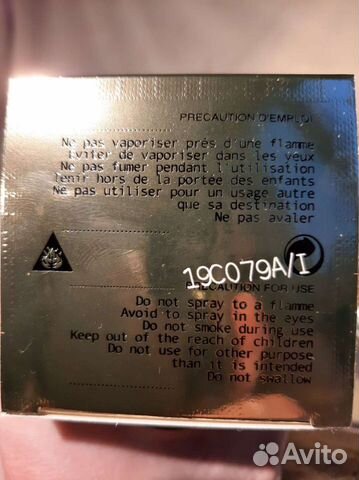 PRECAUTION D'EMPLOI
Ne pas vaporiser prés d'une flamme
Eviter de vaporiser dans les yeux
Ne pas fumer pendant l'utilisation
Tenir hors de la portée des enfants
Ne pas utiliser pour un usage autre
que sa destination
Ne pas avaler
19C079A/I
PRECAUTION FOR USE
Do not spray to a flamme
Avoid to spray in the eyes
Do not smoke during use
Keep out of the reach of children
Do not use for other purpose
than it is intended
Do not swallow
Avito